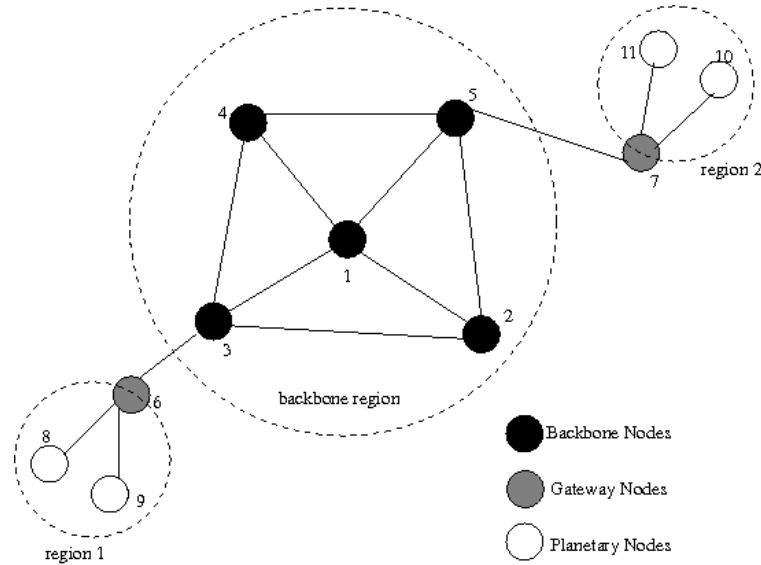 11
10
5
4
7
region 2
1
2
3
backbone region
6
8
9
region 1
Backbone Nodes
Gateway Nodes
Planetary Nodes